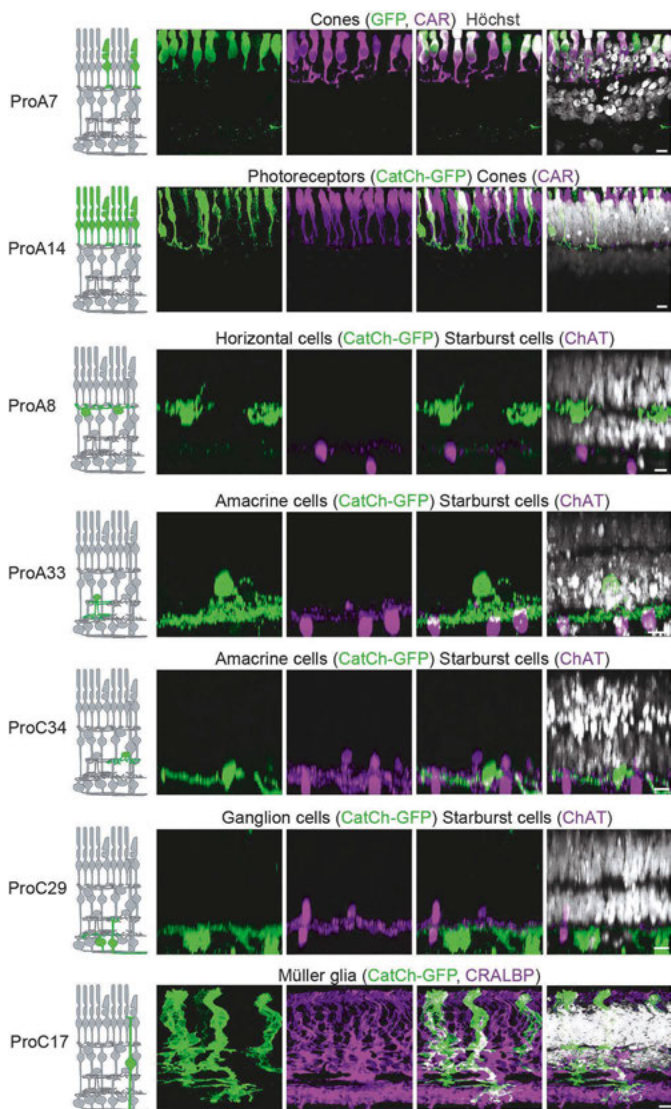 Cones (GFP, CAR) Höchst
ProA7
Photoreceptors (CatCh-GFP) Cones (CAR)
ProA14
Horizontal cells (CatCh-GFP) Starburst cells (ChAT)
ProA8
Amacrine cells (CatCh-GFP) Starburst cells (ChAT)
ProA33
Amacrine cells (CatCh-GFP) Starburst cells (ChAT)
ProC34
Ganglion cells (CatCh-GFP) Starburst cells (ChAT)
ProC29
Müller glia (CatCh-GFP, CRALBP)
ProC17